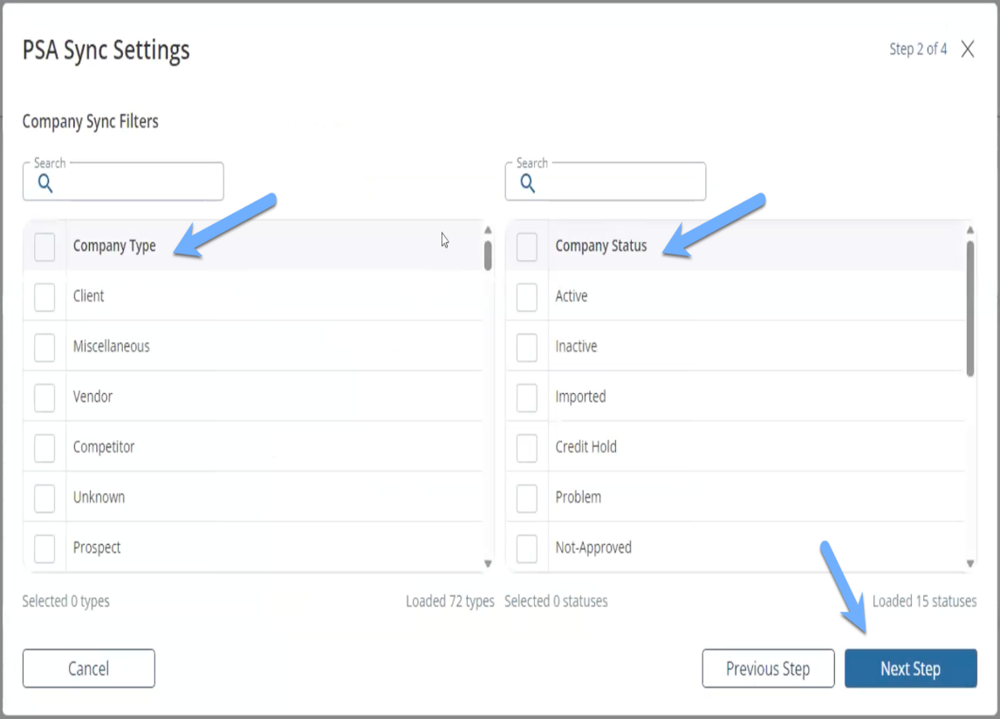 PSA Sync Settings
Step 2 of 4
Company Sync Filters
Search
Search
Company Type
Company Status
Client
Active
Miscellaneous
Inactive
Vendor
Imported
Competitor
Credit Hold
Unknown
Problem
Prospect
Not-Approved
Selected 0 types
Loaded 72 types
Selected 0 statuses
Loaded 15 statuses
Cancel
Previous Step
Next Step